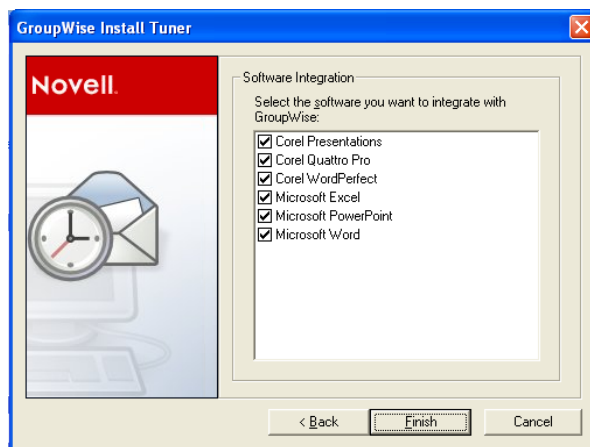 GroupWise Install Tuner
Novell.
Software Integration
Select the software you want to integrate with
GroupWise:
Corel Presentations
Corel Quattro Pro
Corel WordPerfect
Microsoft Excel
Microsoft PowerPoint
Microsoft Word
< Back
Finish
Cancel